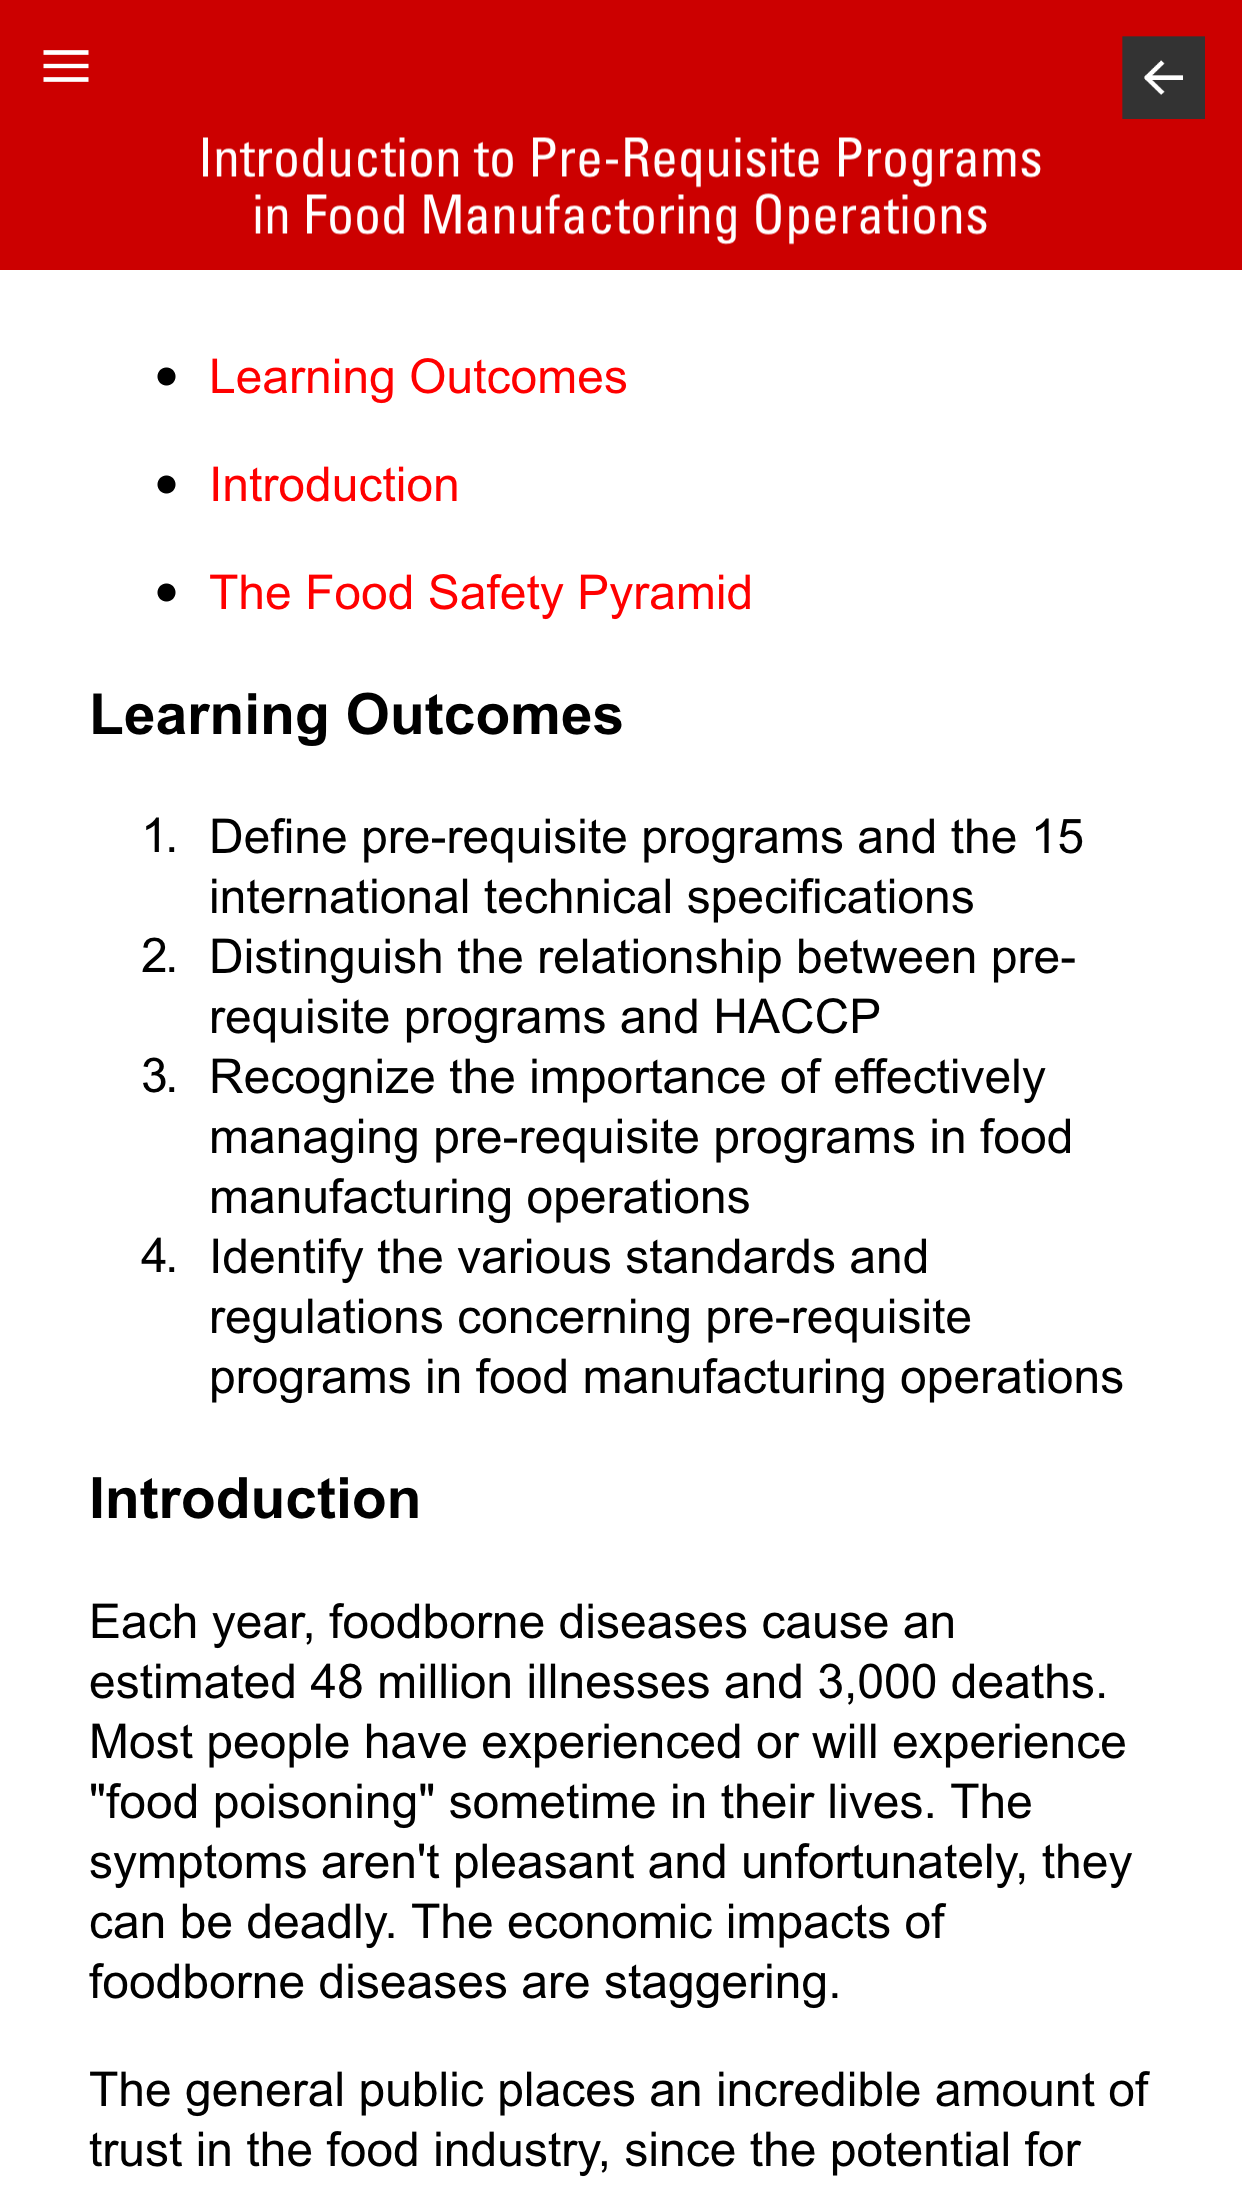 Introduction to Pre-Requisite Programs
in Food Manufactoring Operations
• Learning Outcomes
• Introduction
• The Food Safety Pyramid
Learning Outcomes
1. Define pre-requisite programs and the 15
international technical specifications
2. Distinguish the relationship between pre-
requisite programs and HACCP
3. Recognize the importance of effectively
managing pre-requisite programs in food
manufacturing operations
4. Identify the various standards and
regulations concerning pre-requisite
programs in food manufacturing operations
Introduction
Each year, foodborne diseases cause an
estimated 48 million illnesses and 3,000 deaths.
Most people have experienced or will experience
"food poisoning" sometime in their lives. The
symptoms aren't pleasant and unfortunately, they
can be deadly. The economic impacts of
foodborne diseases are staggering.
The general public places an incredible amount of
trust in the food industry, since the potential for